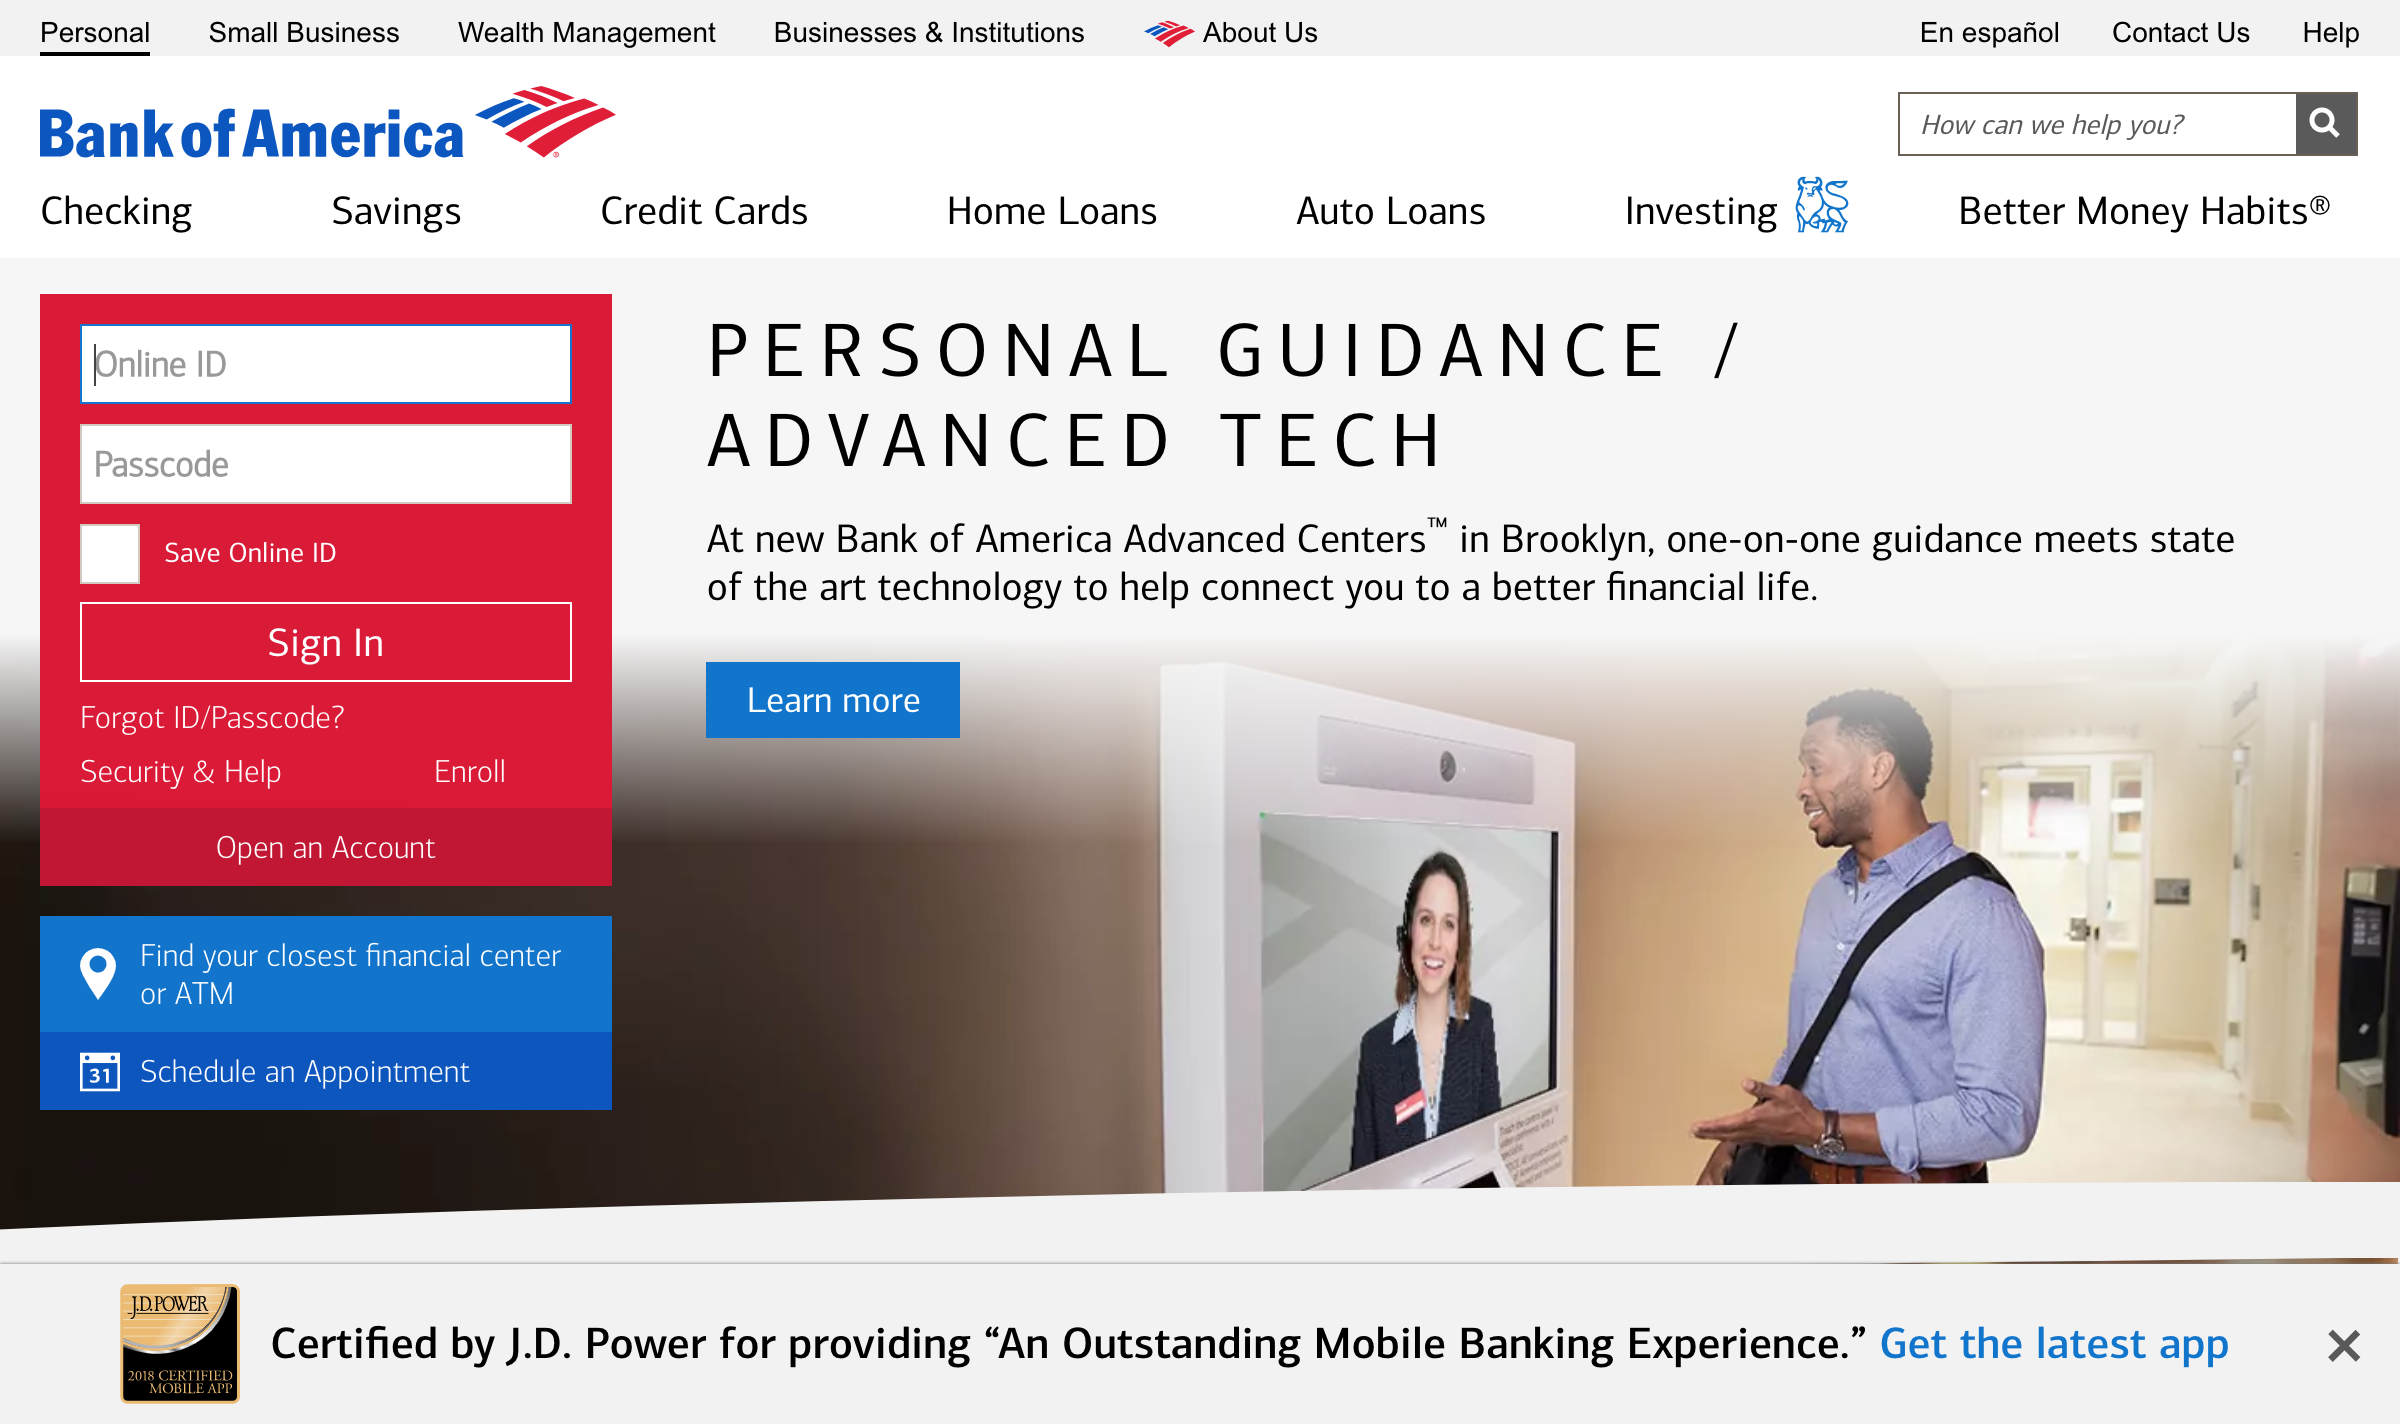 Personal
Small Business
Wealth Management
Businesses & Institutions
About Us
En español
Contact Us
Help
Bank of America
How can we help you?
Checking
Savings
Credit Cards
Home Loans
Auto Loans
Investing
Better Money Habits®
Online ID
Passcode
Save Online ID
Sign In
Forgot ID/Passcode?
Security & Help
Enroll
Open an Account
Find your closest financial center
or ATM
31
Schedule an Appointment
PERSONAL GUIDANCE /
ADVANCED TECH
At new Bank of America Advanced Centers™ in Brooklyn, one-on-one guidance meets state
of the art technology to help connect you to a better financial life.
Learn more
J.D. POWER
2018 CERTIFIED
MOBILE APP
Certified by J.D. Power for providing “An Outstanding Mobile Banking Experience.” Get the latest app